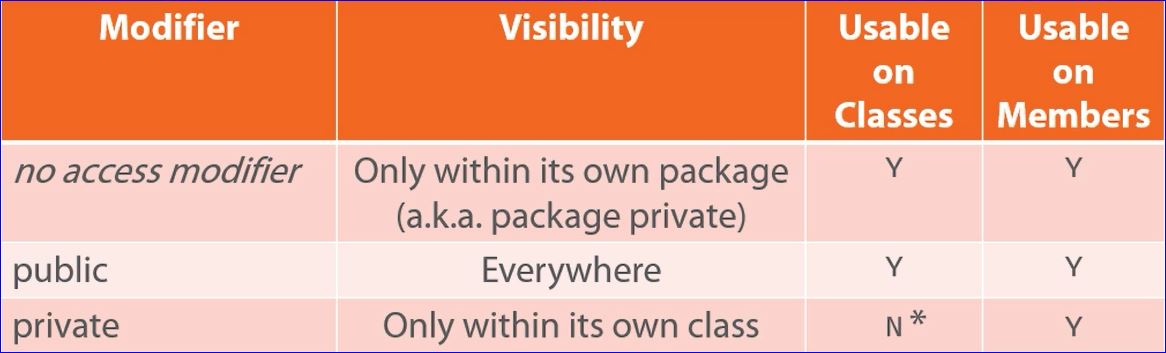 Modifier Visibility Usable on Classes Usable on Members
no access modifier Only within its own package (a.k.a. package private) Y Y
public Everywhere Y Y
private Only within its own class N* Y